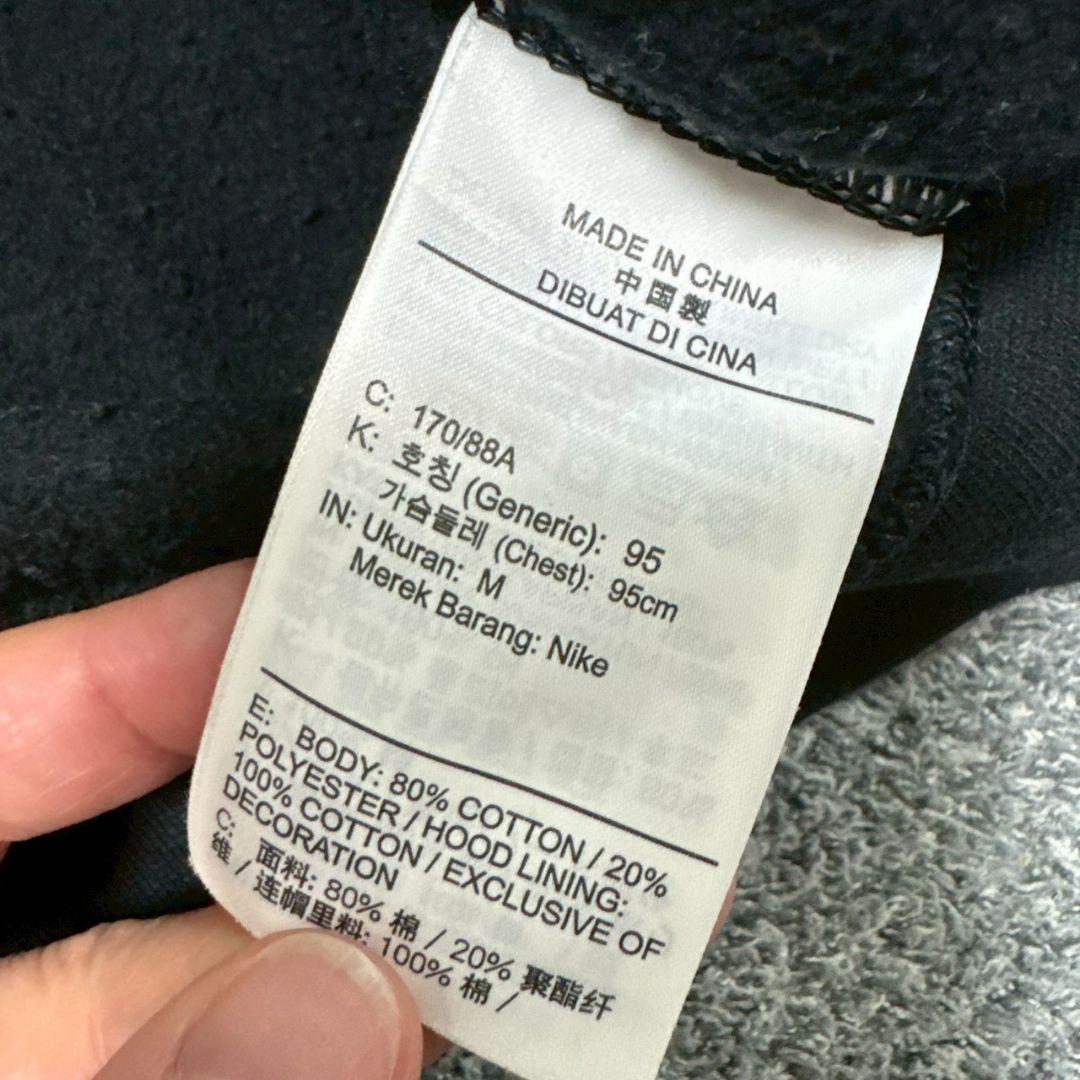 MADE IN CHINA
中国製
DIBUAT DI CINA
C: 170/88A
K: 호칭 (Generic): 95
가슴둘레 (Chest): 95cm
IN: Ukuran: M
Merek Barang: Nike
E: BODY: 80% COTTON / 20%
POLYESTER / HOOD LINING:
100% COTTON / EXCLUSIVE OF
DECORATION
C: 面料: 80% 棉 / 20% 聚酯纤
维 / 连帽里料: 100% 棉 /